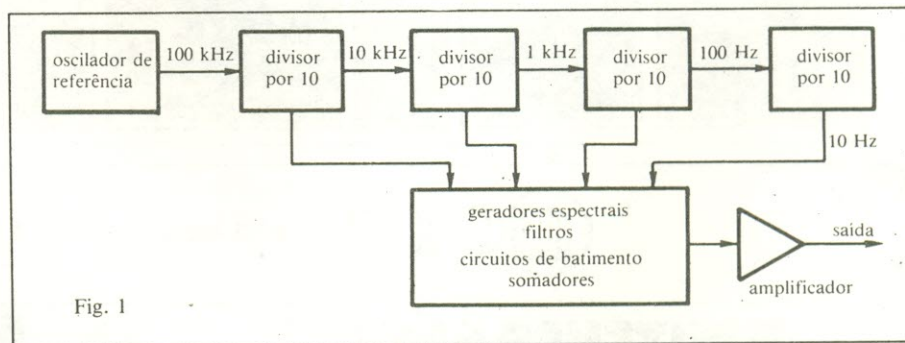 oscilador de
referência
100 kHz
divisor
por 10
10 kHz
divisor
por 10
1 kHz
divisor
por 10
100 Hz
divisor
por 10
10 Hz
geradores espectrais
filtros
circuitos de batimento
somadores
saida
amplificador
Fig. 1